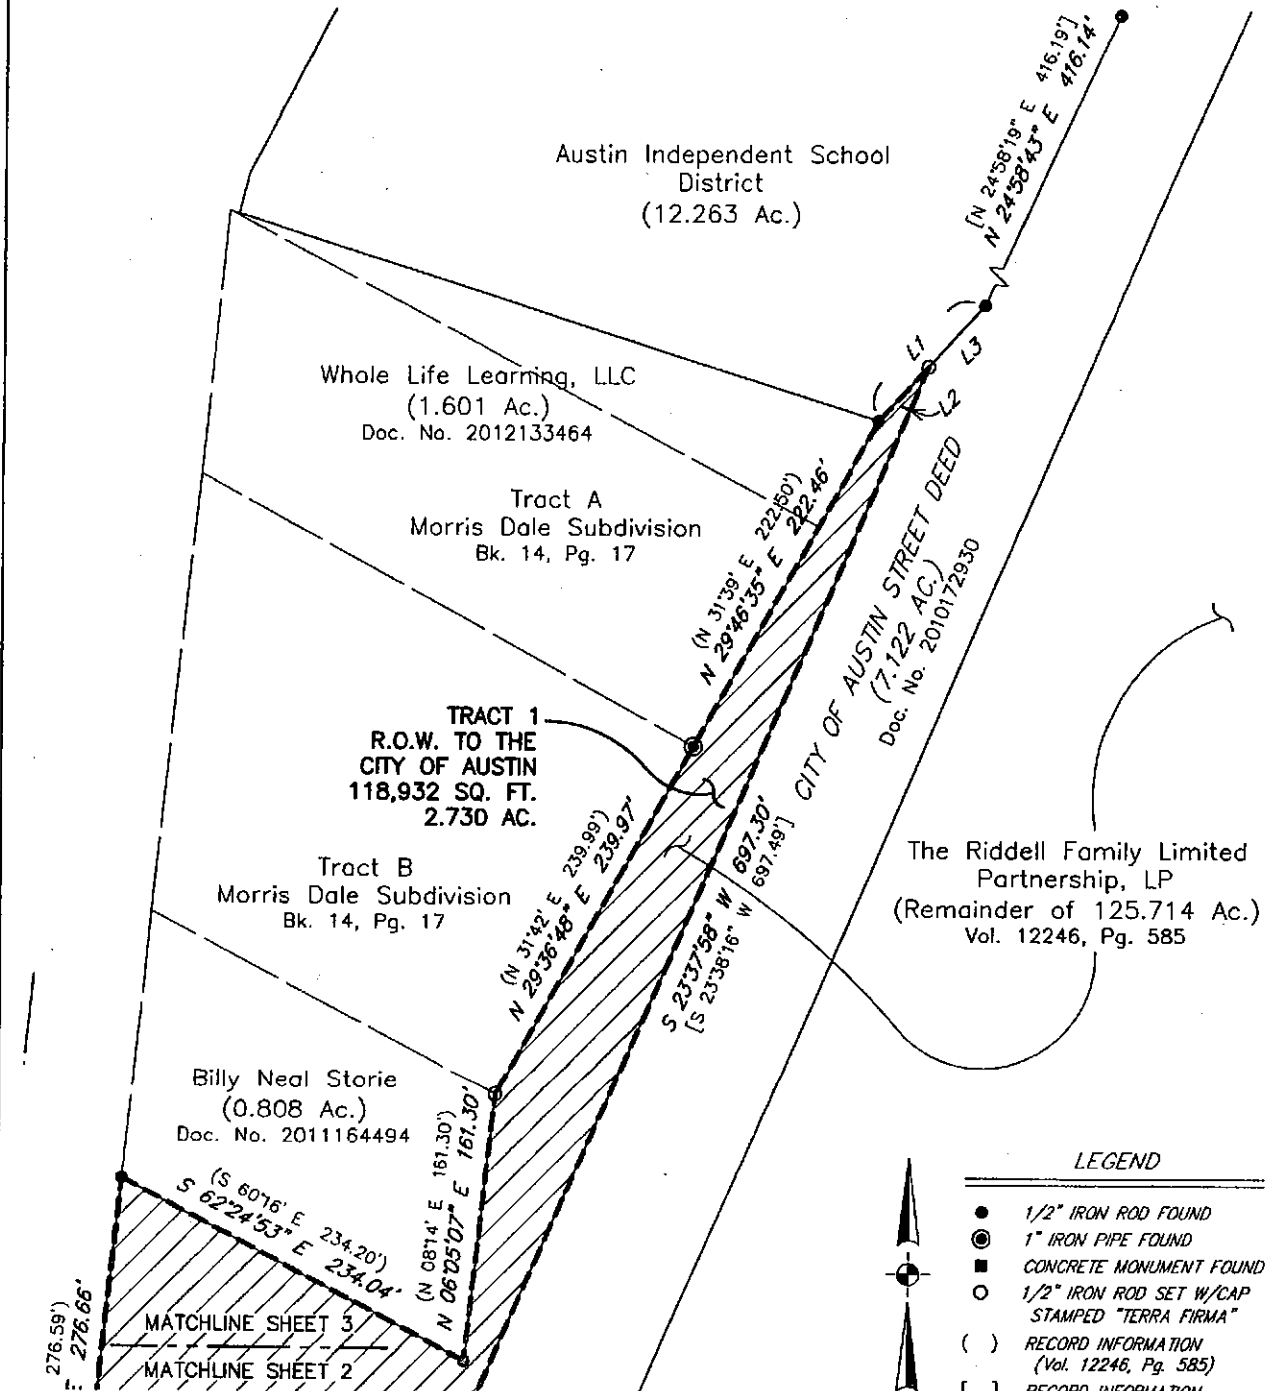 [N 24°58'19" E 416.19']
N 24°58'43" E 416.14'
Austin Independent School
District
(12.263 Ac.)
L1
L3
L2
Whole Life Learning, LLC
(1.601 Ac.)
Doc. No. 2012133464
Tract A
Morris Dale Subdivision
Bk. 14, Pg. 17
(N 31°39' E 222.50')
N 29°46'35" E 222.46'
CITY OF AUSTIN STREET DEED
(7.122 AC.)
Doc. No. 2010172930
TRACT 1
R.O.W. TO THE
CITY OF AUSTIN
118,932 SQ. FT.
2.730 AC.
(N 31°42' E 239.99')
N 29°36'48" E 239.97'
S 23°37'58" W 697.30'
[S 23°38'16" W 697.49']
Tract B
Morris Dale Subdivision
Bk. 14, Pg. 17
The Riddell Family Limited
Partnership, LP
(Remainder of 125.714 Ac.)
Vol. 12246, Pg. 585
Billy Neal Storie
(0.808 Ac.)
Doc. No. 2011164494
(N 08°14' E 161.30')
N 06°05'07" E 161.30'
(S 60°16' E 234.20')
S 62°24'53" E 234.04'
276.59')
E 276.66'
MATCHLINE SHEET 3
MATCHLINE SHEET 2
LEGEND
1/2" IRON ROD FOUND
1" IRON PIPE FOUND
CONCRETE MONUMENT FOUND
1/2" IRON ROD SET W/CAP
STAMPED "TERRA FIRMA"
( ) RECORD INFORMATION
(Vol. 12246, Pg. 585)
[ ] RECORD INFORMATION